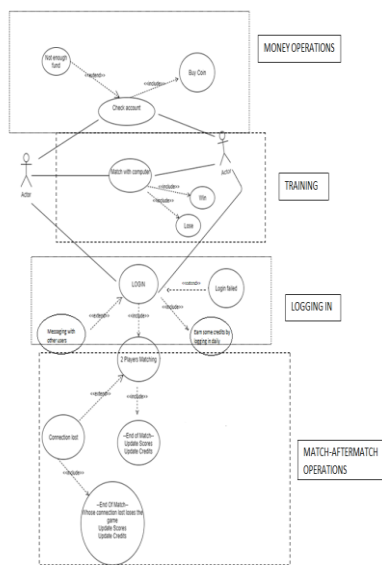 MONEY OPERATIONS
Not enough
fund
<<extend>>
<<include>>
Buy Coin
Check account
TRAINING
Actor
Actor
Match with computer
<<include>>
Win
<<include>>
Lose
LOGGING IN
LOGIN
<<extend>>
Login failed
Messaging with
other users
<<extend>>
<<include>>
<<include>>
Earn some credits by
logging in daily
2 Players Matching
<<extend>>
<<include>>
Connection lost
--End of Match--
Update Scores
Update Credits
<<include>>
--End Of Match--
Whose connection lost loses the
game
Update Scores
Update Credits
MATCH-AFTERMATCH
OPERATIONS